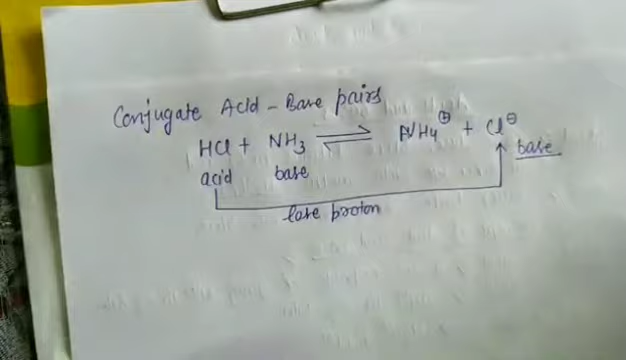 Conjugate Acid - Base pairs
HCl + NH3 ⇌ NH4⊕ + Cl⊖
acid base base
lose proton